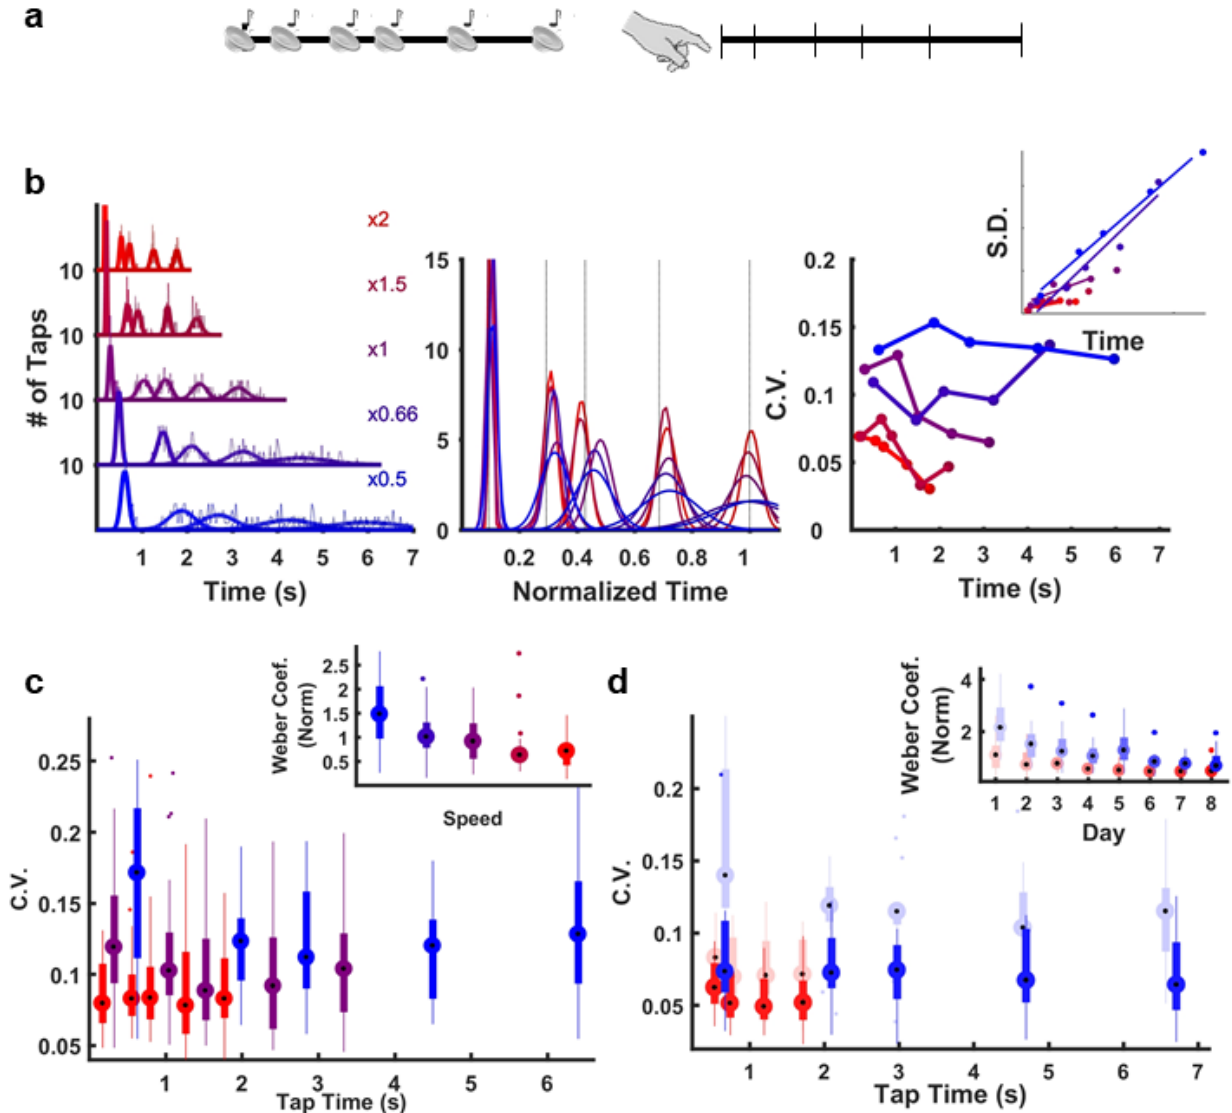 a
b
x2
10
x1.5
10
x1
10
x0.66
10
x0.5
# of Taps
1 2 3 4 5 6 7
Time (s)
15
10
5
0
0.2 0.4 0.6 0.8 1
Normalized Time
S.D.
Time
0.2
0.15
0.1
0.05
0
C.V.
1 2 3 4 5 6 7
Time (s)
c
Weber Coef.
(Norm)
2.5
2
1.5
1
0.5
Speed
0.25
0.2
0.15
0.1
0.05
C.V.
1 2 3 4 5 6
Tap Time (s)
d
Weber Coef.
(Norm)
4
2
1 2 3 4 5 6 7 8
Day
0.2
0.15
0.1
0.05
C.V.
1 2 3 4 5 6 7
Tap Time (s)